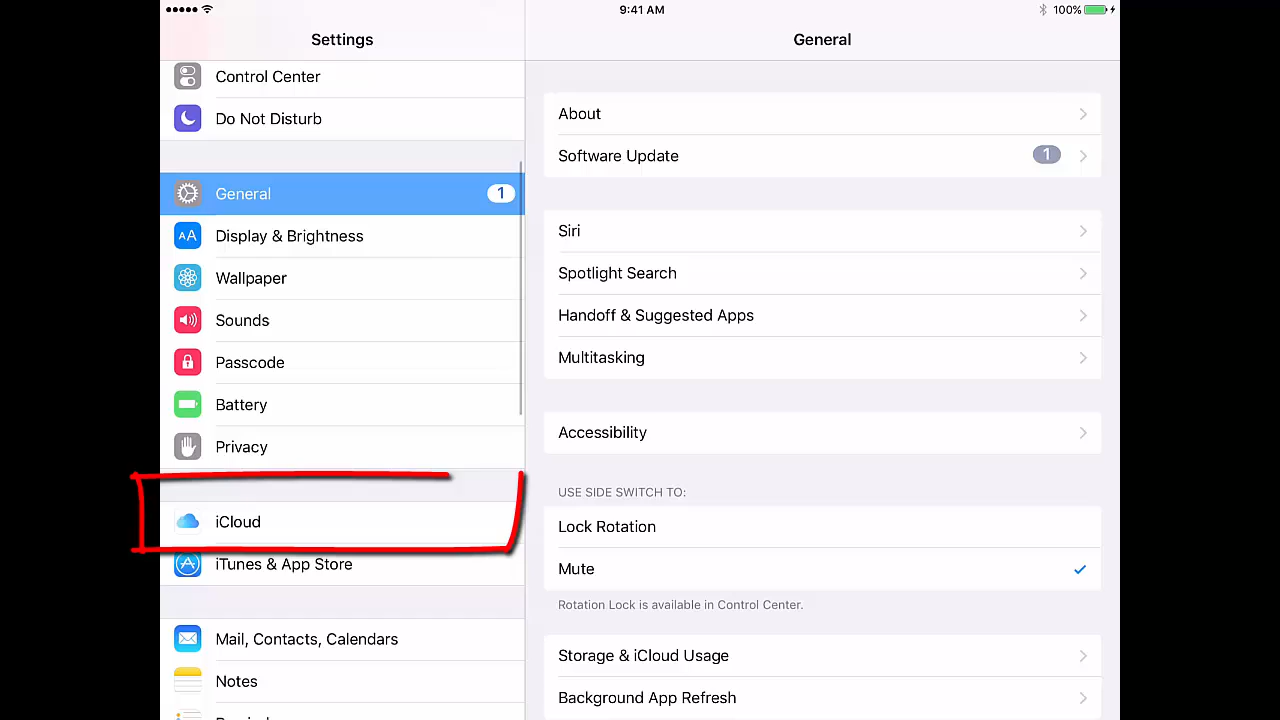 9:41 AM
100%
Settings
General
Control Center
Do Not Disturb
General
1
Display & Brightness
Wallpaper
Sounds
Passcode
Battery
Privacy
iCloud
iTunes & App Store
Mail, Contacts, Calendars
Notes
About
Software Update
1
Siri
Spotlight Search
Handoff & Suggested Apps
Multitasking
Accessibility
USE SIDE SWITCH TO:
Lock Rotation
Mute
Rotation Lock is available in Control Center.
Storage & iCloud Usage
Background App Refresh